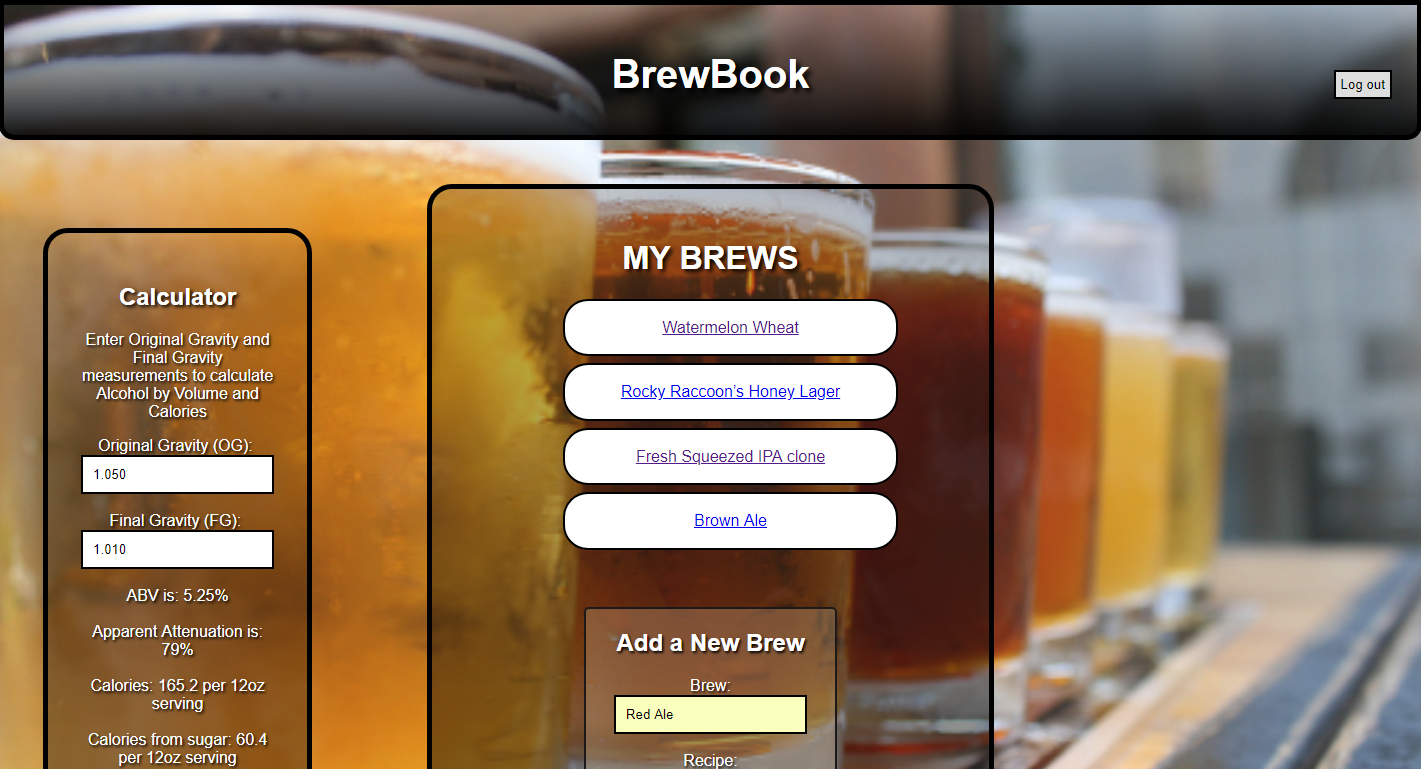 BrewBook
Log out
Calculator
Enter Original Gravity and
Final Gravity
measurements to calculate
Alcohol by Volume and
Calories
Original Gravity (OG):
1.050
Final Gravity (FG):
1.010
ABV is: 5.25%
Apparent Attenuation is:
79%
Calories: 165.2 per 12oz
serving
Calories from sugar: 60.4
per 12oz serving
MY BREWS
Watermelon Wheat
Rocky Raccoon’s Honey Lager
Fresh Squeezed IPA clone
Brown Ale
Add a New Brew
Brew:
Red Ale
Recipe: